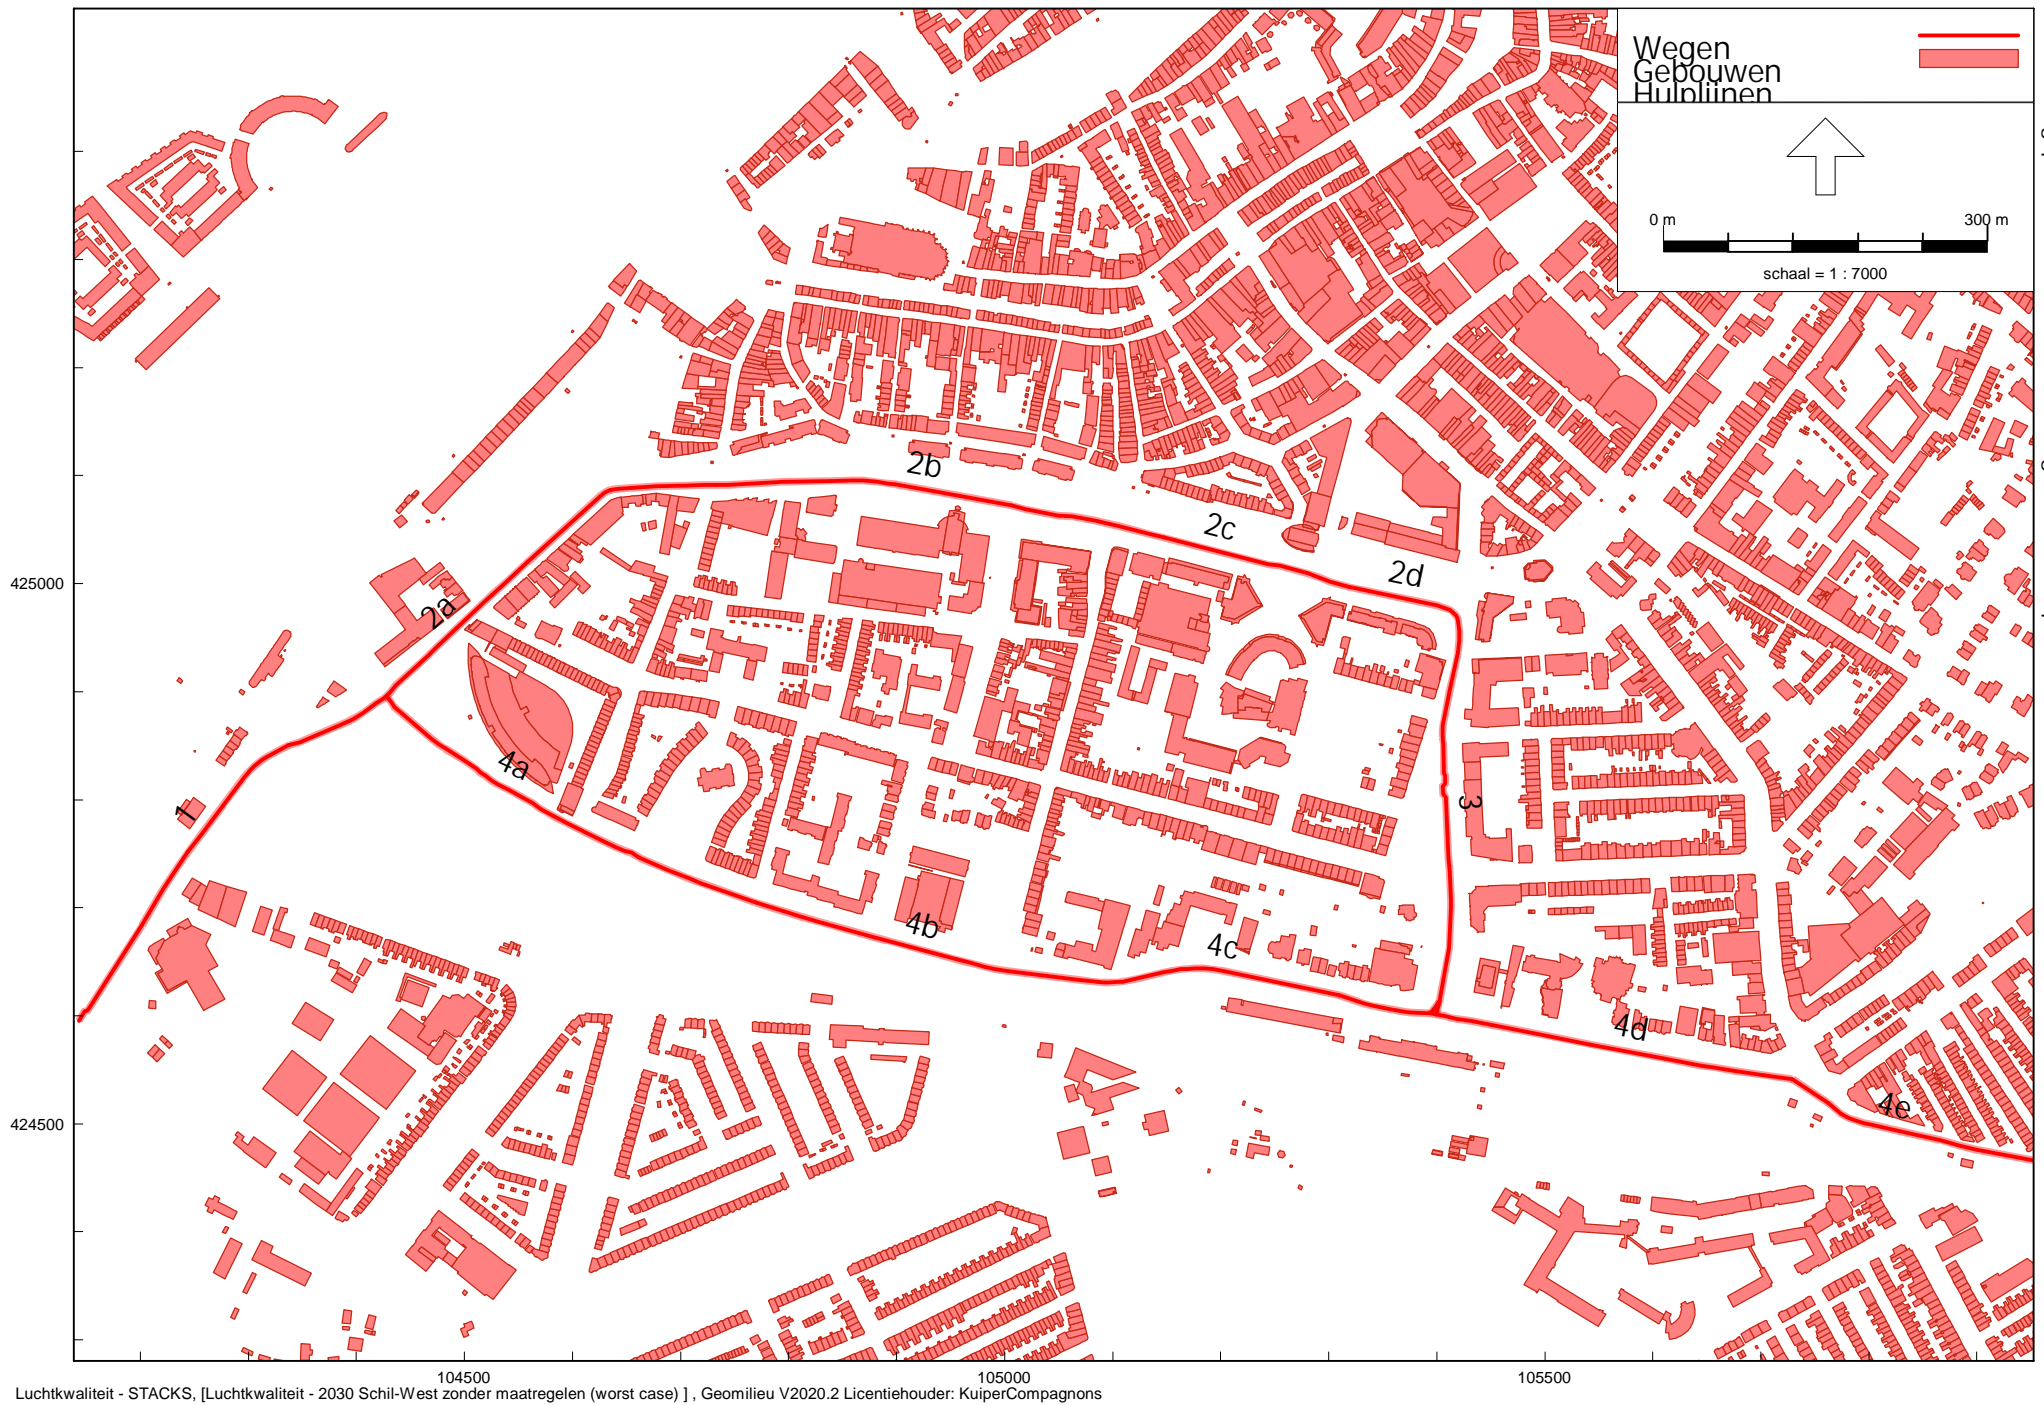 Wegen
Gebouwen
Hulplijnen
0 m 300 m
schaal = 1 : 7000
2b
2c
2d
425000
2a
4a
1
3
4b
4c
4d
4e
424500
104500 105000 105500
Luchtkwaliteit - STACKS, [Luchtkwaliteit - 2030 Schil-West zonder maatregelen (worst case) ] , Geomilieu V2020.2 Licentiehouder: KuiperCompagnons